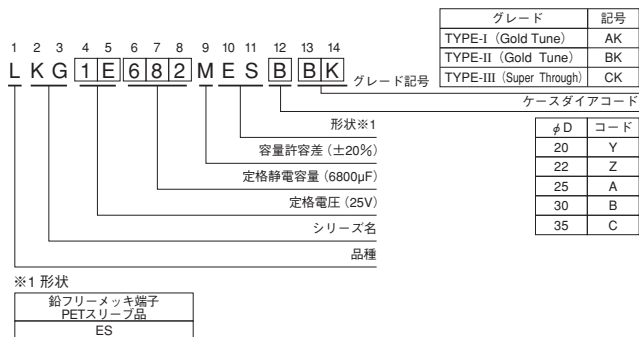 グレード 記号
TYPE-I (Gold Tune) AK
TYPE-II (Gold Tune) BK
TYPE-III (Super Through) CK
1 2 3 4 5 6 7 8 9 10 11 12 13 14
L K G 1 E 6 8 2 M E S B B K
グレード記号
ケースダイアコード
形状※1
容量許容差 (±20%)
定格静電容量 (6800µF)
定格電圧 (25V)
シリーズ名
品種
φD コード
20 Y
22 Z
25 A
30 B
35 C
※1 形状
鉛フリーメッキ端子
PETスリーブ品
ES